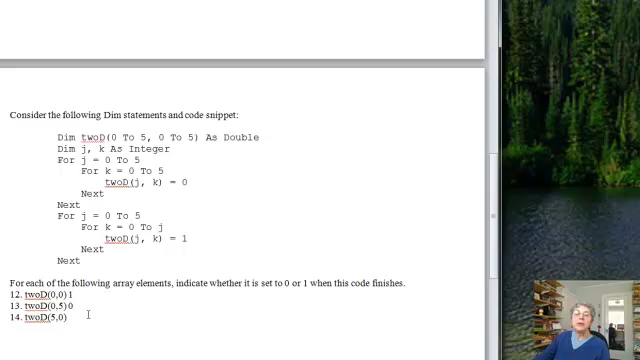 Consider the following Dim statements and code snippet:
Dim twoD(0 To 5, 0 To 5) As Double
Dim j, k As Integer
For j = 0 To 5
For k = 0 To 5
twoD(j, k) = 0
Next
Next
For j = 0 To 5
For k = 0 To j
twoD(j, k) = 1
Next
Next
For each of the following array elements, indicate whether it is set to 0 or 1 when this code finishes.
12. twoD(0,0) 1
13. twoD(0,5) 0
14. twoD(5,0)